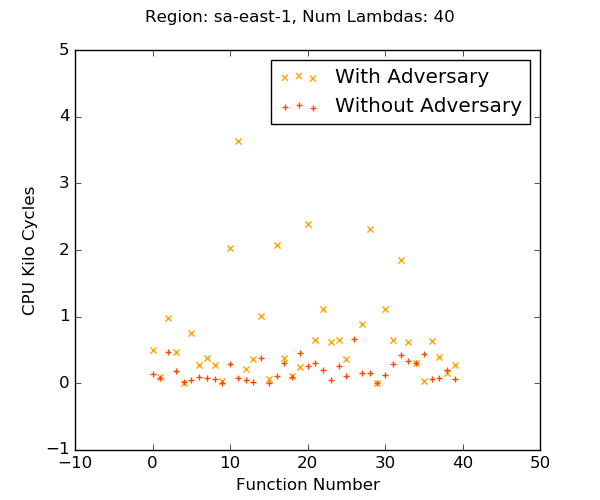 Region: sa-east-1, Num Lambdas: 40
With Adversary
Without Adversary
CPU Kilo Cycles
5
4
3
2
1
0
−1
−10
0
10
20
30
40
50
Function Number